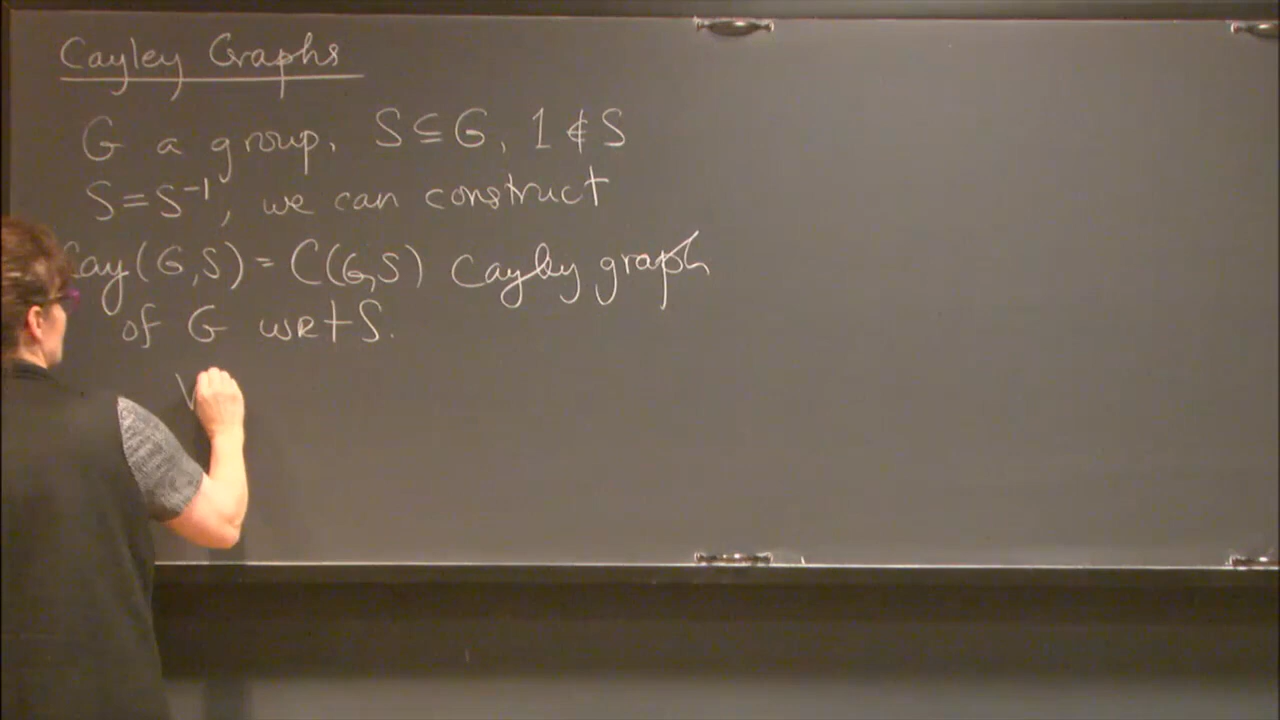 Cayley Graphs
G a group, S⊆G, 1∉S
S=S⁻¹, we can construct
Cay(G,S) = C(G,S) Cayley graph
of G WRT S.
V